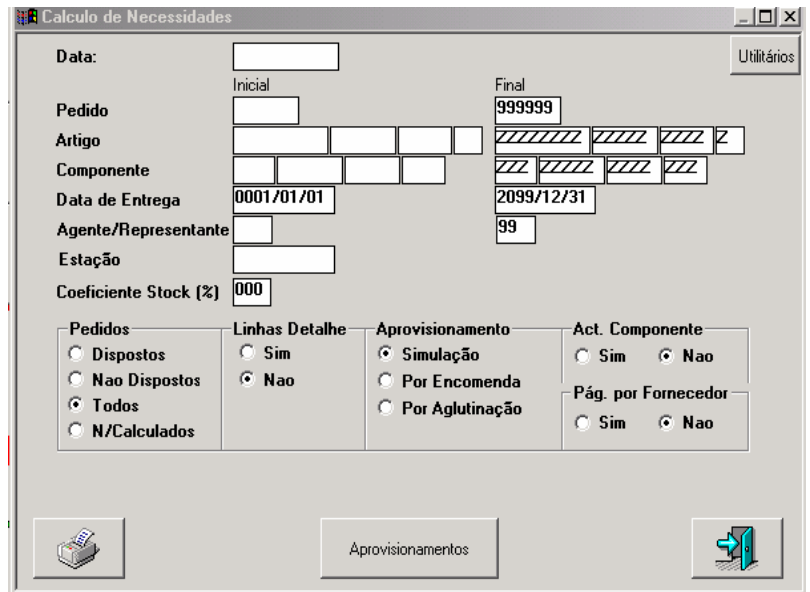 Calculo de Necessidades
Data:
Utilitários
Inicial Final
Pedido 999999
Artigo ZZZZZZZZZ ZZZZZ ZZZZ Z
Componente ZZZ ZZZZZ ZZZZ ZZZ
Data de Entrega 0001/01/01 2099/12/31
Agente/Representante 99
Estação
Coeficiente Stock (%) 000
Pedidos Linhas Detalhe Aprovisionamento Act. Componente
Dispostos Sim Simulação Sim Nao
Nao Dispostos Nao Por Encomenda Pág. por Fornecedor
Todos Por Aglutinação Sim Nao
N/Calculados
Aprovisionamentos